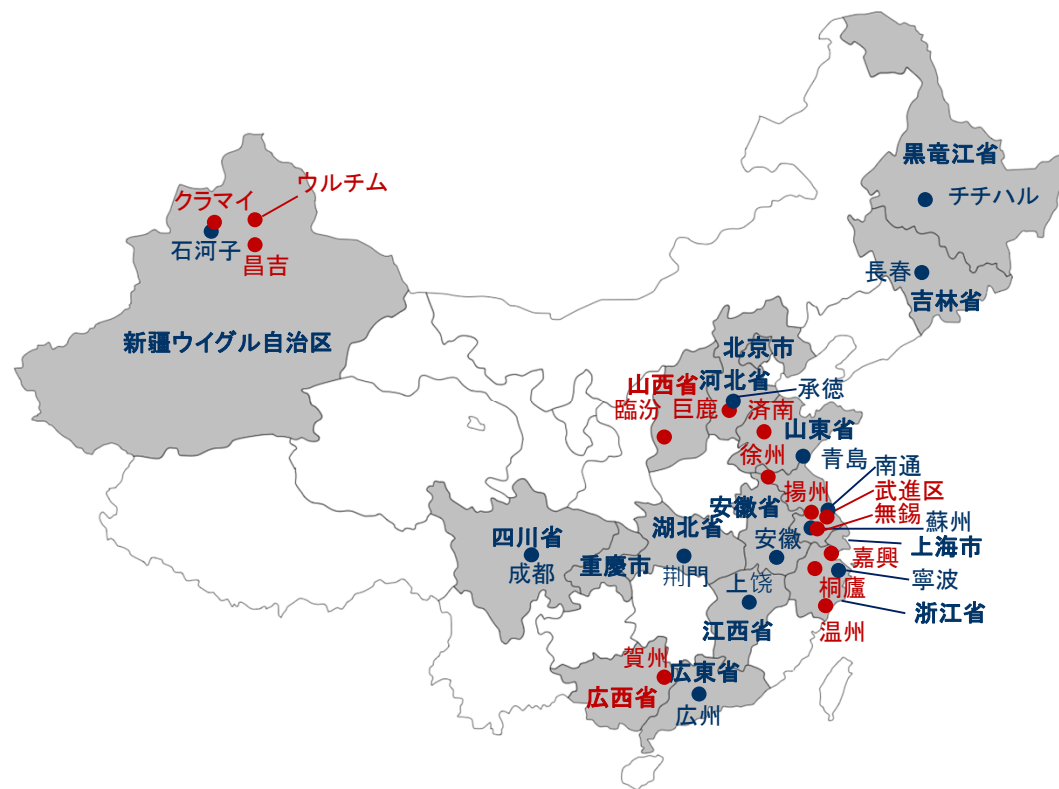 黒竜江省
チチハル
ウルチム
クラマイ
石河子
昌吉
長春
吉林省
新疆ウイグル自治区
北京市
山西省
河北省
承徳
臨汾
巨鹿
済南
山東省
徐州
青島
南通
揚州
武進区
安徽省
無錫
蘇州
湖北省
四川省
上海市
安徽
重慶市
嘉興
成都
荆門
上饶
寧波
桐廬
浙江省
江西省
温州
賀州
広東省
広西省
広州